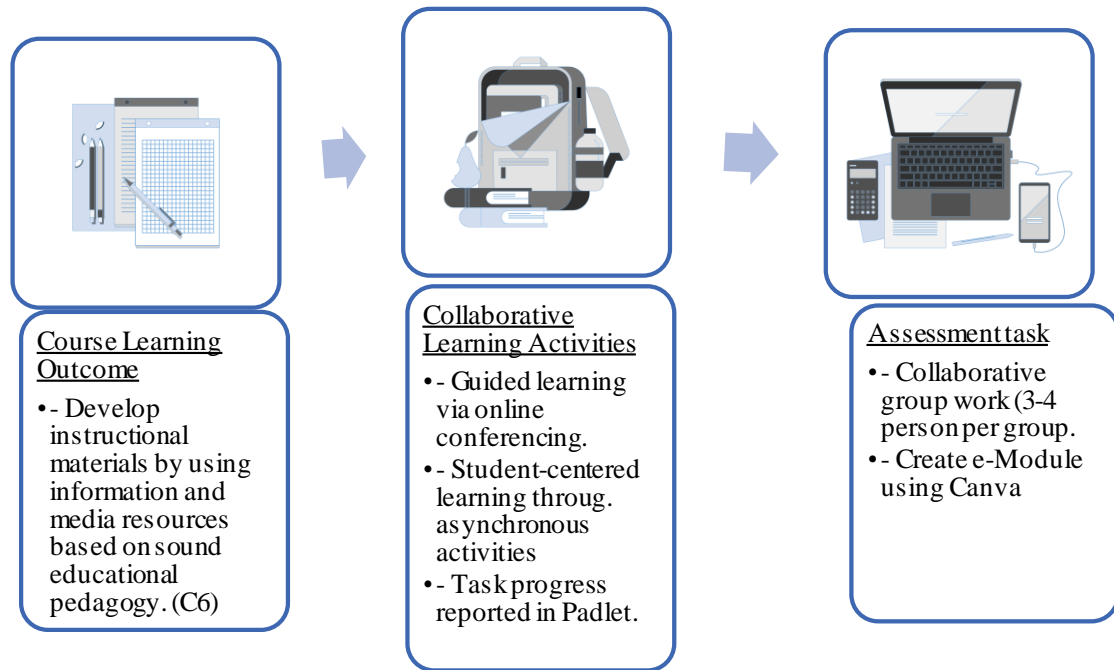 Course Learning
Outcome
•- Develop
instructional
materials by using
information and
media resources
based on sound
educational
pedagogy. (C6)
Collaborative
Learning Activities
•- Guided learning
via online
conferencing.
•- Student-centered
learning throug.
asynchronous
activities
•- Task progress
reported in Padlet.
Assessment task
•- Collaborative
group work (3-4
person per group.
•- Create e-Module
using Canva